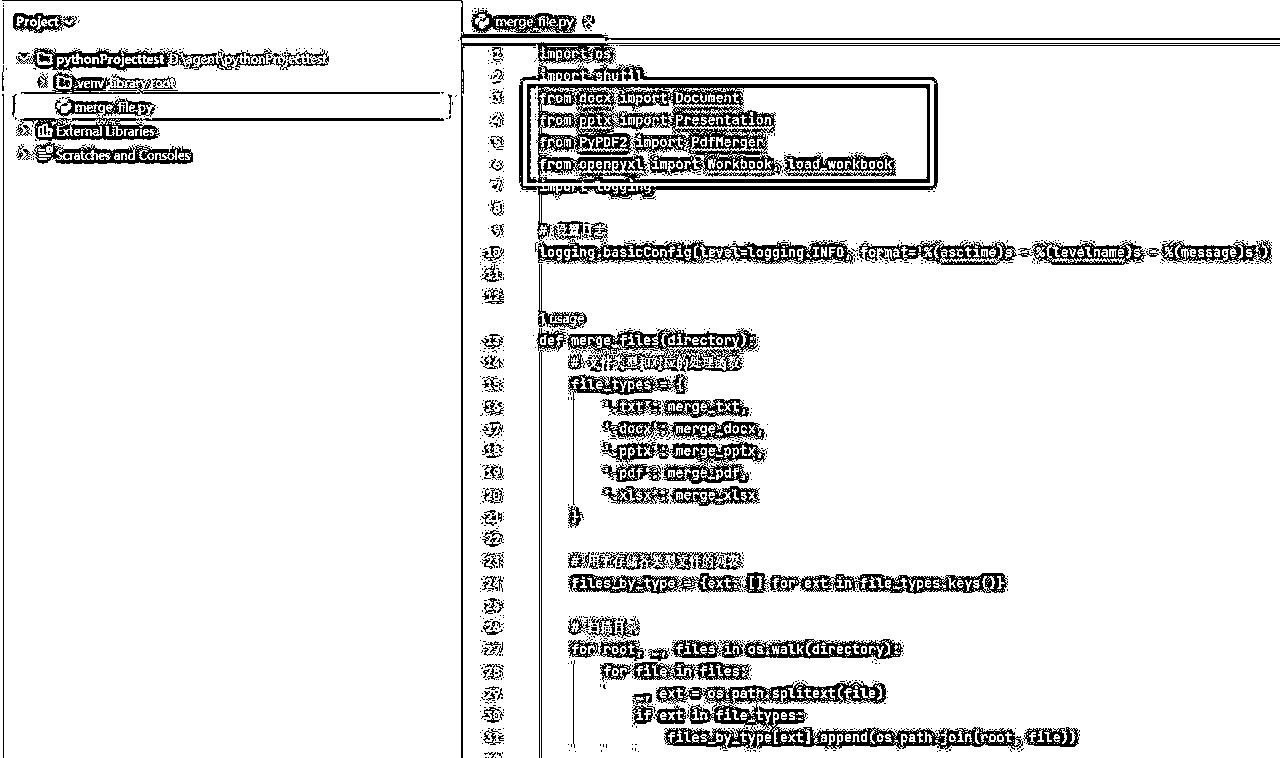 Project
pythonProjecttest D:\agent\pythonProjecttest
.venv library root
merge_file.py
External Libraries
Scratches and Consoles
merge_file.py
1 import os
2 import shutil
3 from docx import Document
4 from pptx import Presentation
5 from PyPDF2 import PdfMerger
6 from openpyxl import Workbook, load_workbook
7 import logging
8
9 #
10 logging.basicConfig(level=logging.INFO, format='%(asctime)s - %(levelname)s - %(message)s')
11
12
1 usage
13 def merge_files(directory):
14 #
15 file_types = {
16 '.txt': merge_txt,
17 '.docx': merge_docx,
18 '.pptx': merge_pptx,
19 '.pdf': merge_pdf,
20 '.xlsx': merge_xlsx
21 }
22
23 #
24 files_by_type = {ext: [] for ext in file_types.keys()}
25
26 #
27 for root, _, files in os.walk(directory):
28 for file in files:
29 _, ext = os.path.splitext(file)
30 if ext in file_types:
31 files_by_type[ext].append(os.path.join(root, file))